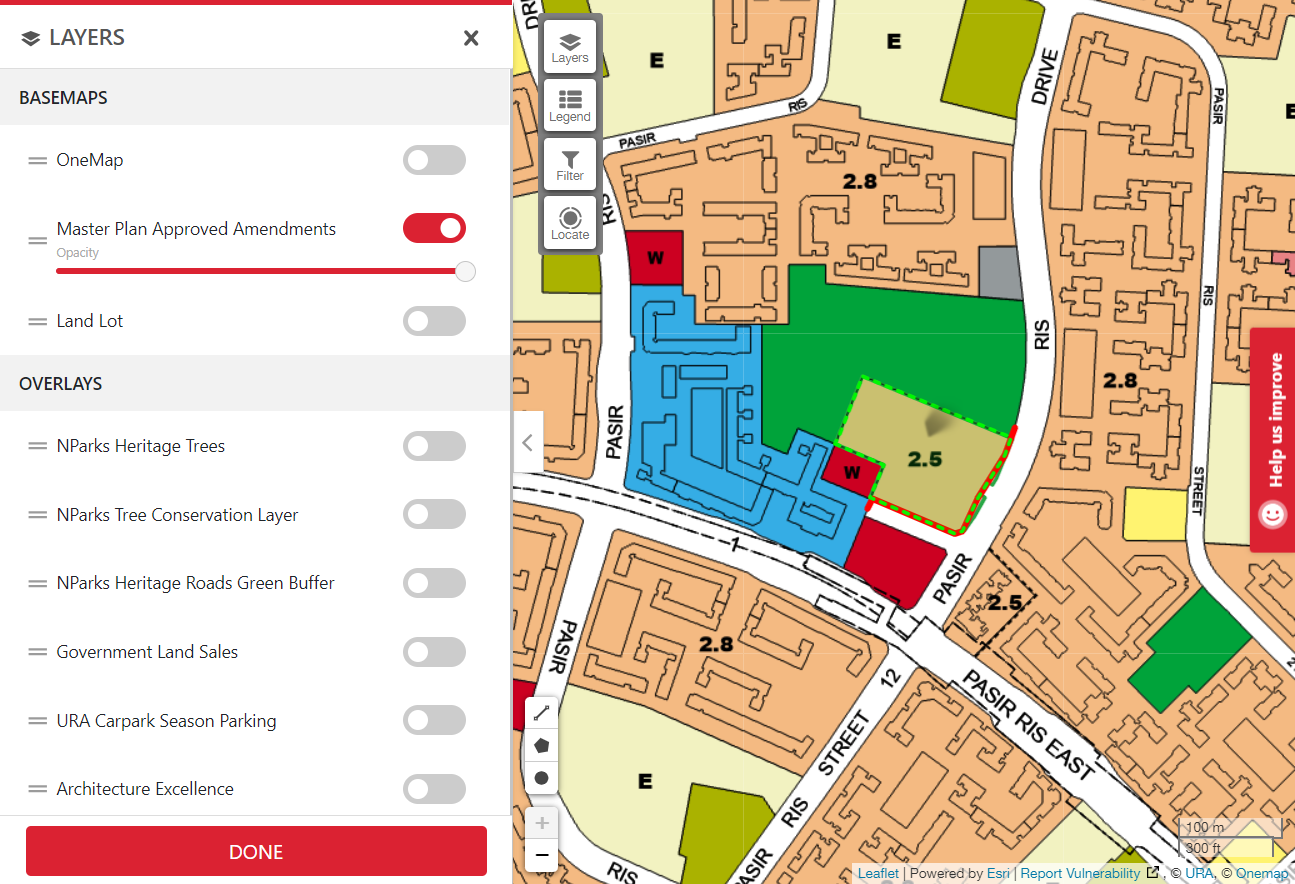 LAYERS
BASEMAPS
OneMap
Master Plan Approved Amendments
Opacity
Land Lot
OVERLAYS
NParks Heritage Trees
NParks Tree Conservation Layer
NParks Heritage Roads Green Buffer
Government Land Sales
URA Carpark Season Parking
Architecture Excellence
DONE
Layers
Legend
Filter
Locate
E
E
E
DRIVE
PASIR
RIS
PASIR
RIS
2.8
W
RIS
RIS
2.8
PASIR
2.5
W
STREET
1
PASIR
2.5
PASIR
2.8
12
STREET
RIS
PASIR
PASIR RIS EAST
E
RIS
Help us improve
100 m
300 ft
+
−
Leaflet | Powered by Esri | Report Vulnerability , © URA, © Onemap